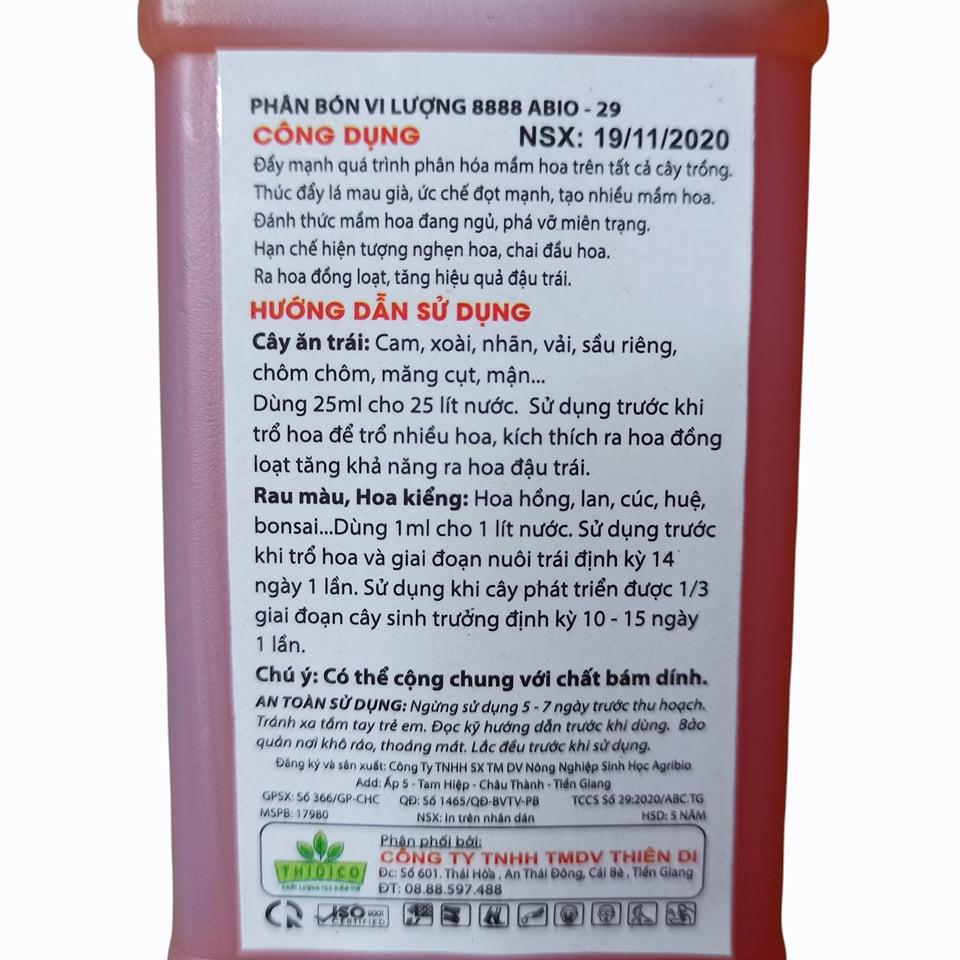 PHÂN BÓN VI LƯỢNG 8888 ABIO - 29
CÔNG DỤNG NSX: 19/11/2020
Đẩy mạnh quá trình phân hóa mầm hoa trên tất cả cây trồng.
Thúc đẩy lá mau già, ức chế đọt mạnh, tạo nhiều mầm hoa.
Đánh thức mầm hoa đang ngủ, phá vỡ miên trạng.
Hạn chế hiện tượng nghẹn hoa, chai đầu hoa.
Ra hoa đồng loạt, tăng hiệu quả đậu trái.
HƯỚNG DẪN SỬ DỤNG
Cây ăn trái: Cam, xoài, nhãn, vải, sầu riêng,
chôm chôm, măng cụt, mận...
Dùng 25ml cho 25 lít nước. Sử dụng trước khi
trổ hoa để trổ nhiều hoa, kích thích ra hoa đồng
loạt tăng khả năng ra hoa đậu trái.
Rau màu, Hoa kiểng: Hoa hồng, lan, cúc, huệ,
bonsai...Dùng 1ml cho 1 lít nước. Sử dụng trước
khi trổ hoa và giai đoạn nuôi trái định kỳ 14
ngày 1 lần. Sử dụng khi cây phát triển được 1/3
giai đoạn cây sinh trưởng định kỳ 10 - 15 ngày
1 lần.
Chú ý: Có thể cộng chung với chất bám dính.
AN TOÀN SỬ DỤNG: Ngừng sử dụng 5 - 7 ngày trước thu hoạch.
Tránh xa tầm tay trẻ em. Đọc kỹ hướng dẫn trước khi dùng. Bảo
quản nơi khô ráo, thoáng mát. Lắc đều trước khi sử dụng.
Đăng ký và sản xuất: Công Ty TNHH SX TM DV Nông Nghiệp Sinh Học Agribio
Add: Ấp 5 - Tam Hiệp - Châu Thành - Tiền Giang
GPSX: Số 366/GP-CHC QĐ: Số 1465/QĐ-BVTV-PB TCCS Số 29:2020/ABC.TG
MSPB: 17980 NSX: In trên nhãn dán HSD: 5 NĂM
Phân phối bởi:
CÔNG TY TNHH TMDV THIÊN DI
THIDICO
Đc: Số 601. Thái Hòa, An Thái Đông, Cái Bè, Tiền Giang
ĐT: 08.88.597.488
ISO 9001
CERTIFIED